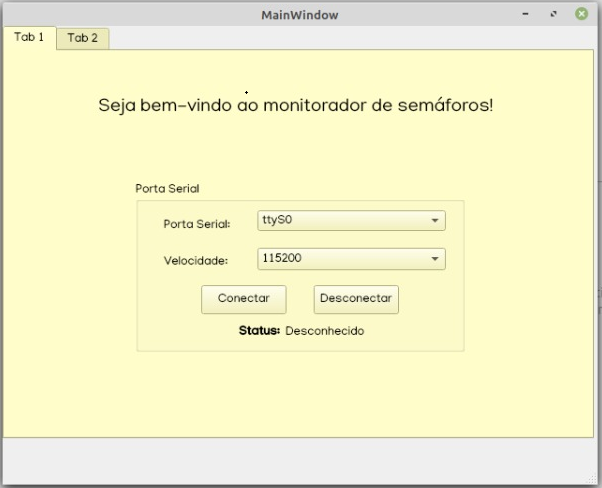 MainWindow
Tab 1 Tab 2
Seja bem-vindo ao monitorador de semáforos!
Porta Serial
Porta Serial: ttyS0
Velocidade: 115200
Conectar Desconectar
Status: Desconhecido